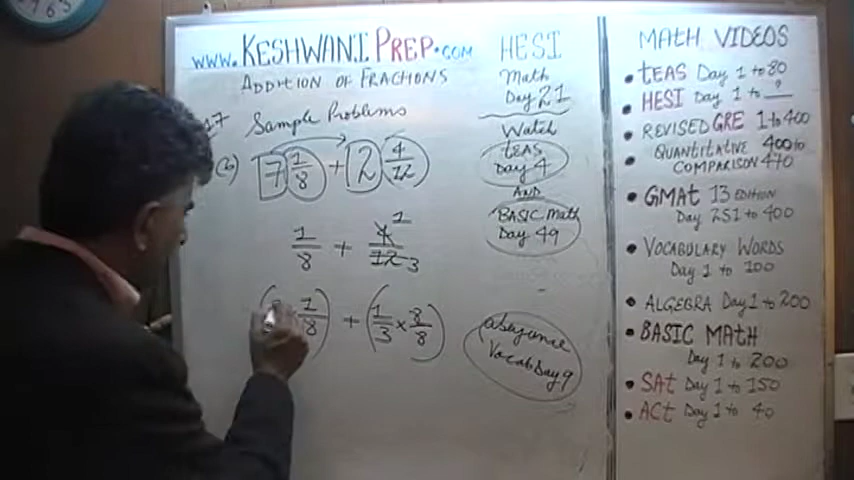 www.KESHWANI PREP.COM
ADDITION OF FRACTIONS
17 Sample Problems
(b) 7 1/8 + 2 4/12
1/8 + 4/12 1 3
1/8 + (1/3 × 8/8)
HESI
Math
Day 21
Watch
TEAS
Day 4
AND
BASIC Math
Day 49
abeyance
Vocab Day 9
MATH VIDEOS
• TEAS Day 1 to 80
• HESI Day 1 to ?
• REVISED GRE 1 to 400
• QUANTITATIVE 400 to
COMPARISON 470
• GMAT 13 EDITION
Day 251 to 400
• VOCABULARY WORDS
Day 1 to 100
• ALGEBRA Day 1 to 200
• BASIC MATH
Day 1 to 200
• SAT Day 1 to 150
• ACT Day 1 to 40